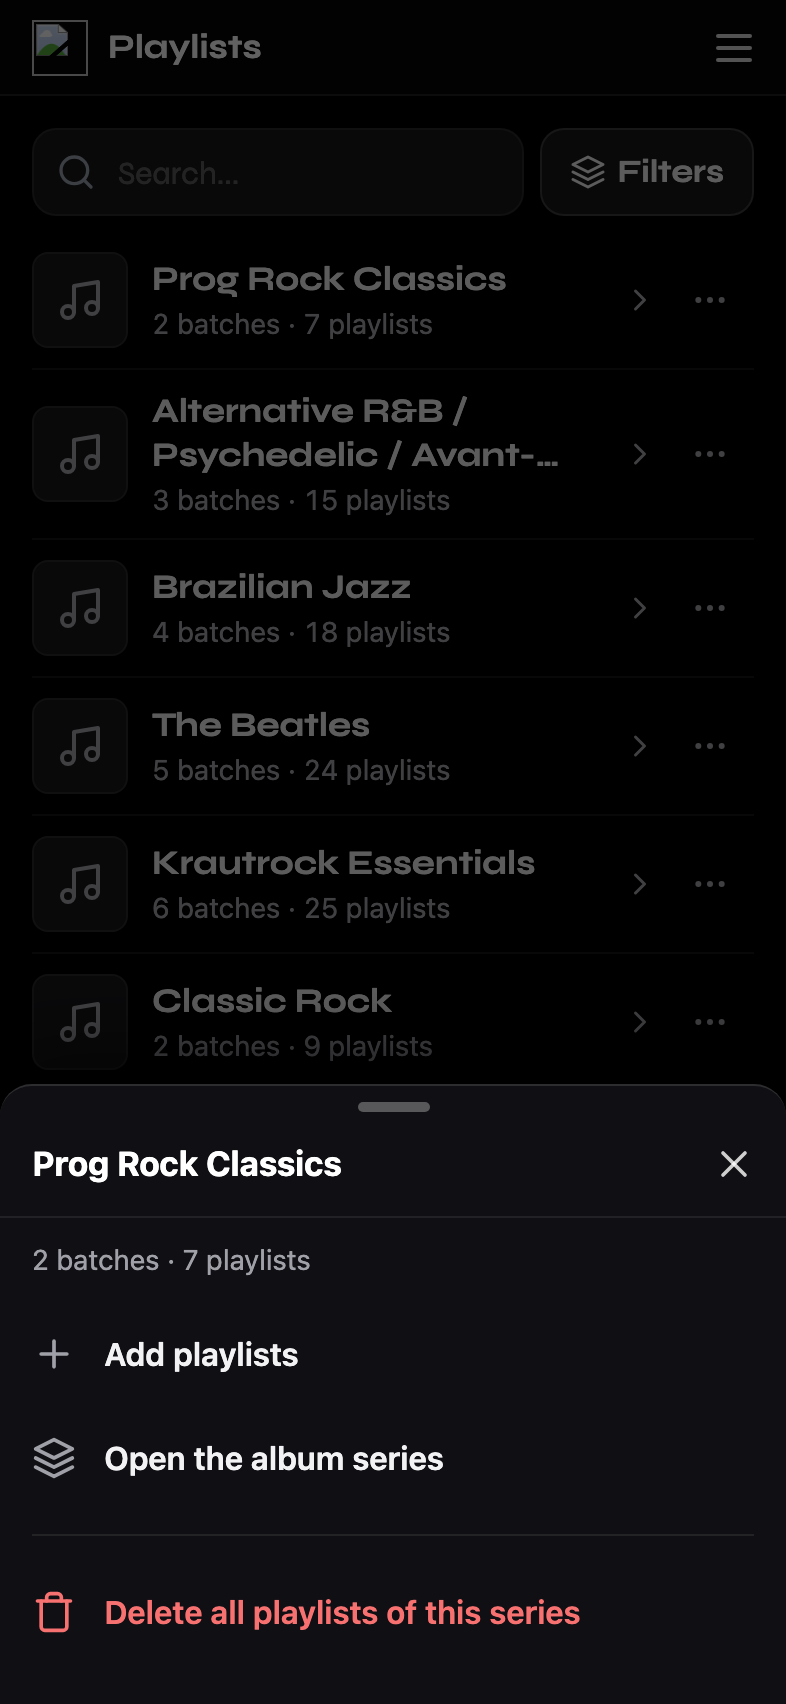 Playlists
Search...
Filters
Prog Rock Classics
2 batches · 7 playlists
Alternative R&B /
Psychedelic / Avant-...
3 batches · 15 playlists
Brazilian Jazz
4 batches · 18 playlists
The Beatles
5 batches · 24 playlists
Krautrock Essentials
6 batches · 25 playlists
Classic Rock
2 batches · 9 playlists
Prog Rock Classics
2 batches · 7 playlists
Add playlists
Open the album series
Delete all playlists of this series